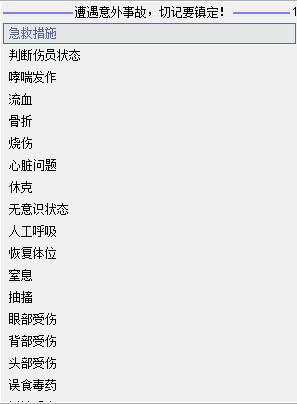 遭遇意外事故，切记要镇定！ 1
急救措施
判断伤员状态
哮喘发作
流血
骨折
烧伤
心脏问题
休克
无意识状态
人工呼吸
恢复体位
窒息
抽搐
眼部受伤
背部受伤
头部受伤
误食毒药